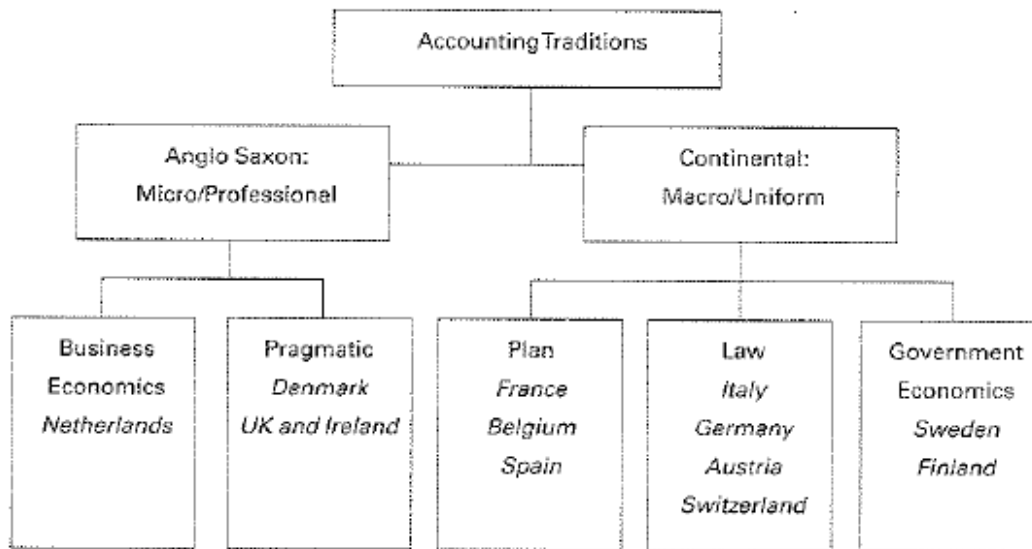 Accounting Traditions
Anglo Saxon:
Micro/Professional
Continental:
Macro/Uniform
Business
Economics
Netherlands
Pragmatic
Denmark
UK and Ireland
Plan
France
Belgium
Spain
Law
Italy
Germany
Austria
Switzerland
Government
Economics
Sweden
Finland